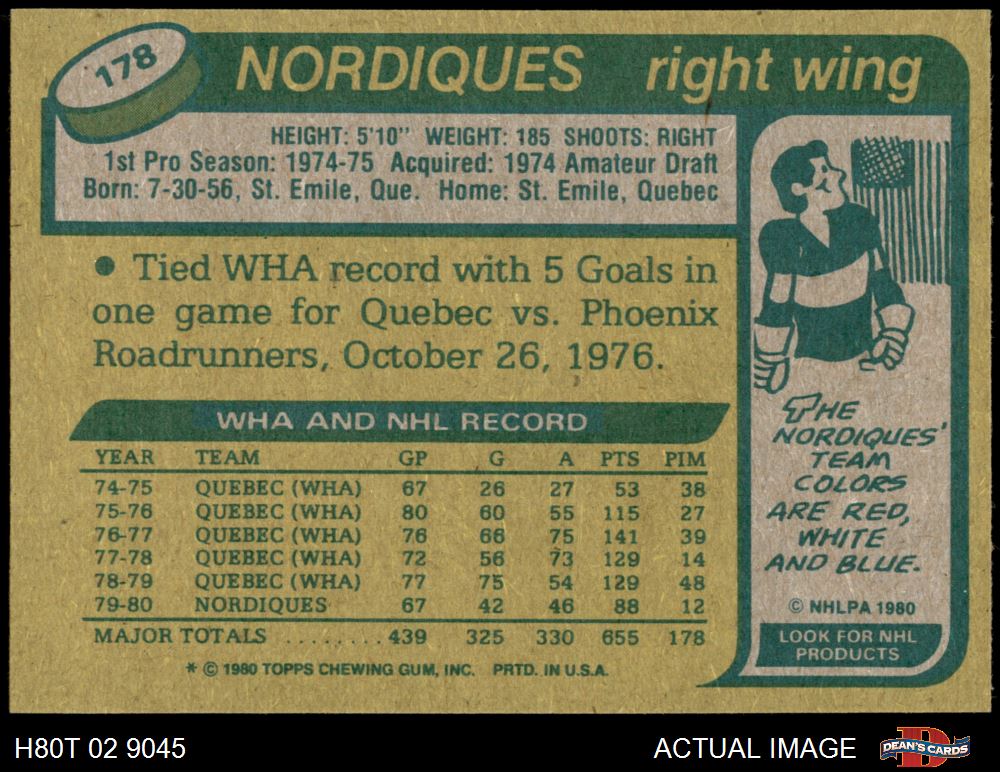 178
NORDIQUES right wing
HEIGHT: 5'10" WEIGHT: 185 SHOOTS: RIGHT
1st Pro Season: 1974-75 Acquired: 1974 Amateur Draft
Born: 7-30-56, St. Emile, Que. Home: St. Emile, Quebec
● Tied WHA record with 5 Goals in
one game for Quebec vs. Phoenix
Roadrunners, October 26, 1976.
WHA AND NHL RECORD
YEAR TEAM GP G A PTS PIM
74-75 QUEBEC (WHA) 67 26 27 53 38
75-76 QUEBEC (WHA) 80 60 55 115 27
76-77 QUEBEC (WHA) 76 66 75 141 39
77-78 QUEBEC (WHA) 72 56 73 129 14
78-79 QUEBEC (WHA) 77 75 54 129 48
79-80 NORDIQUES 67 42 46 88 12
MAJOR TOTALS ........ 439 325 330 655 178
* © 1980 TOPPS CHEWING GUM, INC. PRTD. IN U.S.A.
THE
NORDIQUES'
TEAM
COLORS
ARE RED,
WHITE
AND BLUE.
© NHLPA 1980
LOOK FOR NHL
PRODUCTS
H80T 02 9045
ACTUAL IMAGE
D
DEAN'S CARDS